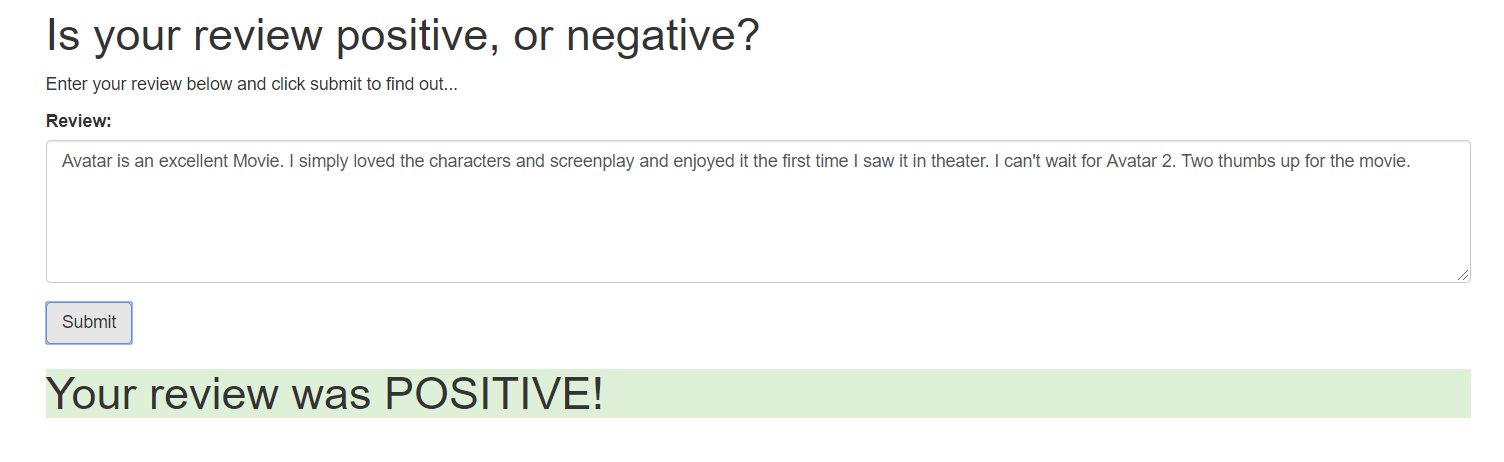 Is your review positive, or negative?
Enter your review below and click submit to find out...
Review:
Avatar is an excellent Movie. I simply loved the characters and screenplay and enjoyed it the first time I saw it in theater. I can't wait for Avatar 2. Two thumbs up for the movie.
Submit
Your review was POSITIVE!